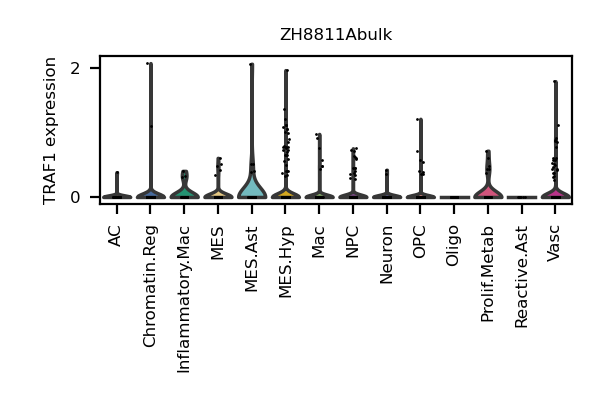 ZH8811Abulk
TRAF1 expression
2
0
AC
Chromatin.Reg
Inflammatory.Mac
MES
MES.Ast
MES.Hyp
Mac
NPC
Neuron
OPC
Oligo
Prolif.Metab
Reactive.Ast
Vasc